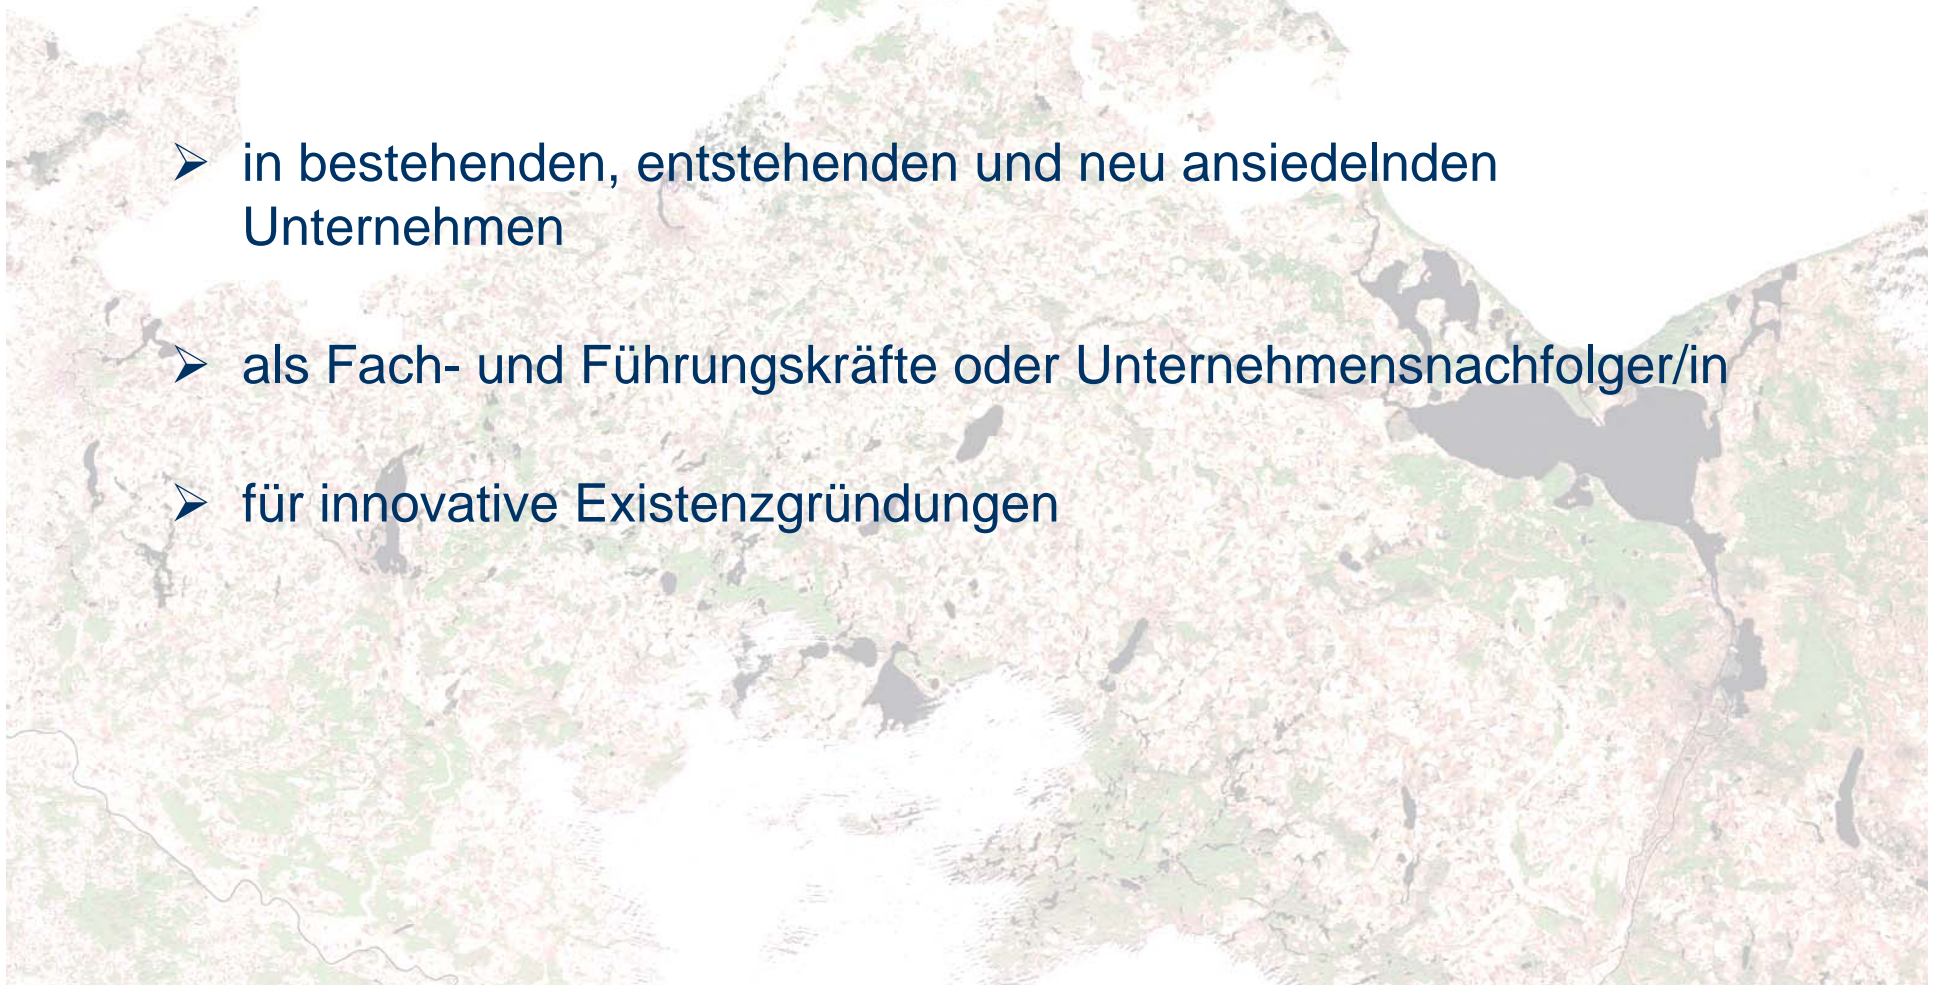 ➢ in bestehenden, entstehenden und neu ansiedelnden
Unternehmen
➢ als Fach- und Führungskräfte oder Unternehmensnachfolger/in
➢ für innovative Existenzgründungen